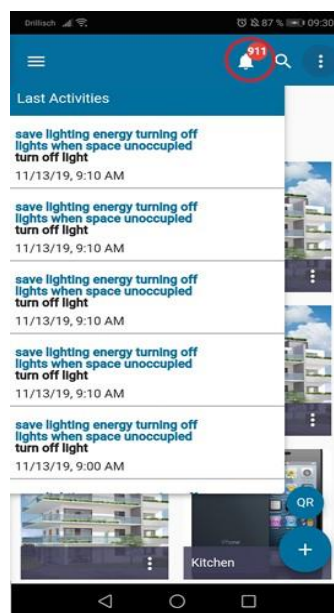 Drillisch 87 % 09:30
911
Last Activities
save lighting energy turning off
lights when space unoccupied
turn off light
11/13/19, 9:10 AM
save lighting energy turning off
lights when space unoccupied
turn off light
11/13/19, 9:10 AM
save lighting energy turning off
lights when space unoccupied
turn off light
11/13/19, 9:10 AM
save lighting energy turning off
lights when space unoccupied
turn off light
11/13/19, 9:10 AM
save lighting energy turning off
lights when space unoccupied
turn off light
11/13/19, 9:00 AM
QR
Kitchen
+